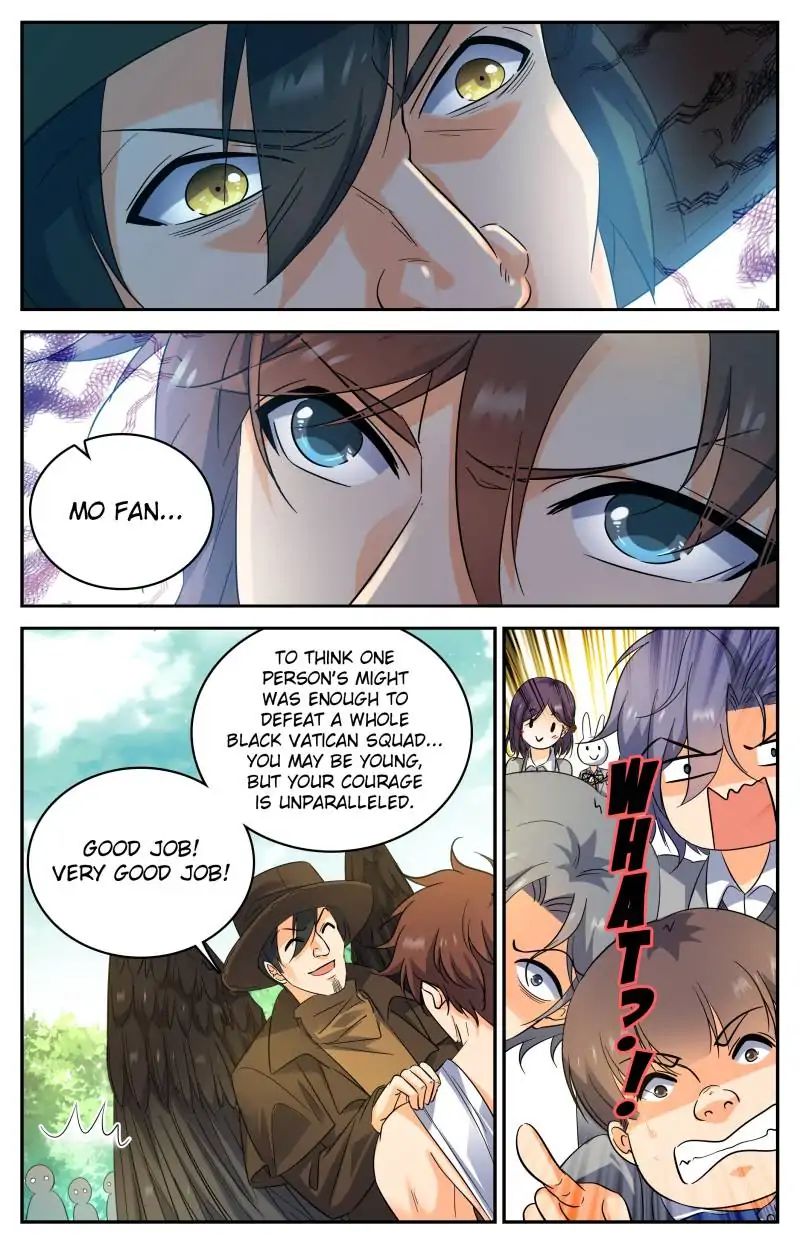 MO FAN...
TO THINK ONE
PERSON'S MIGHT
WAS ENOUGH TO
DEFEAT A WHOLE
BLACK VATICAN SQUAD...
YOU MAY BE YOUNG,
BUT YOUR COURAGE
IS UNPARALLELED.
GOOD JOB!
VERY GOOD JOB!
WHAT?!